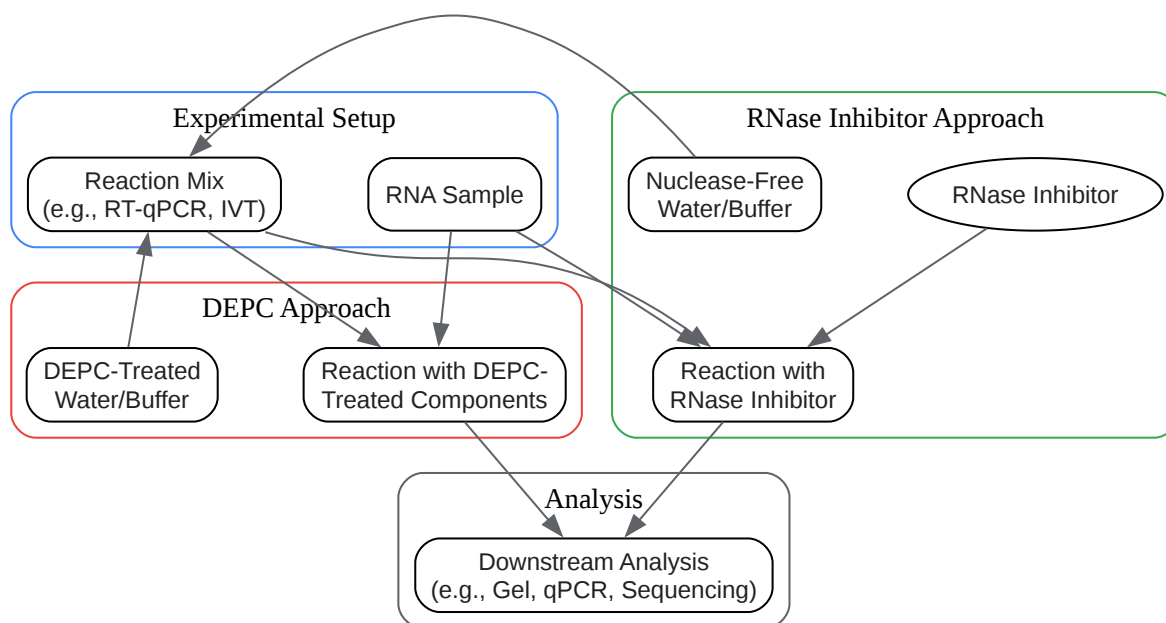 Experimental Setup
Reaction Mix
(e.g., RT-qPCR, IVT)
RNA Sample
RNase Inhibitor Approach
Nuclease-Free
Water/Buffer
RNase Inhibitor
DEPC Approach
DEPC-Treated
Water/Buffer
Reaction with DEPC-
Treated Components
Reaction with
RNase Inhibitor
Analysis
Downstream Analysis
(e.g., Gel, qPCR, Sequencing)